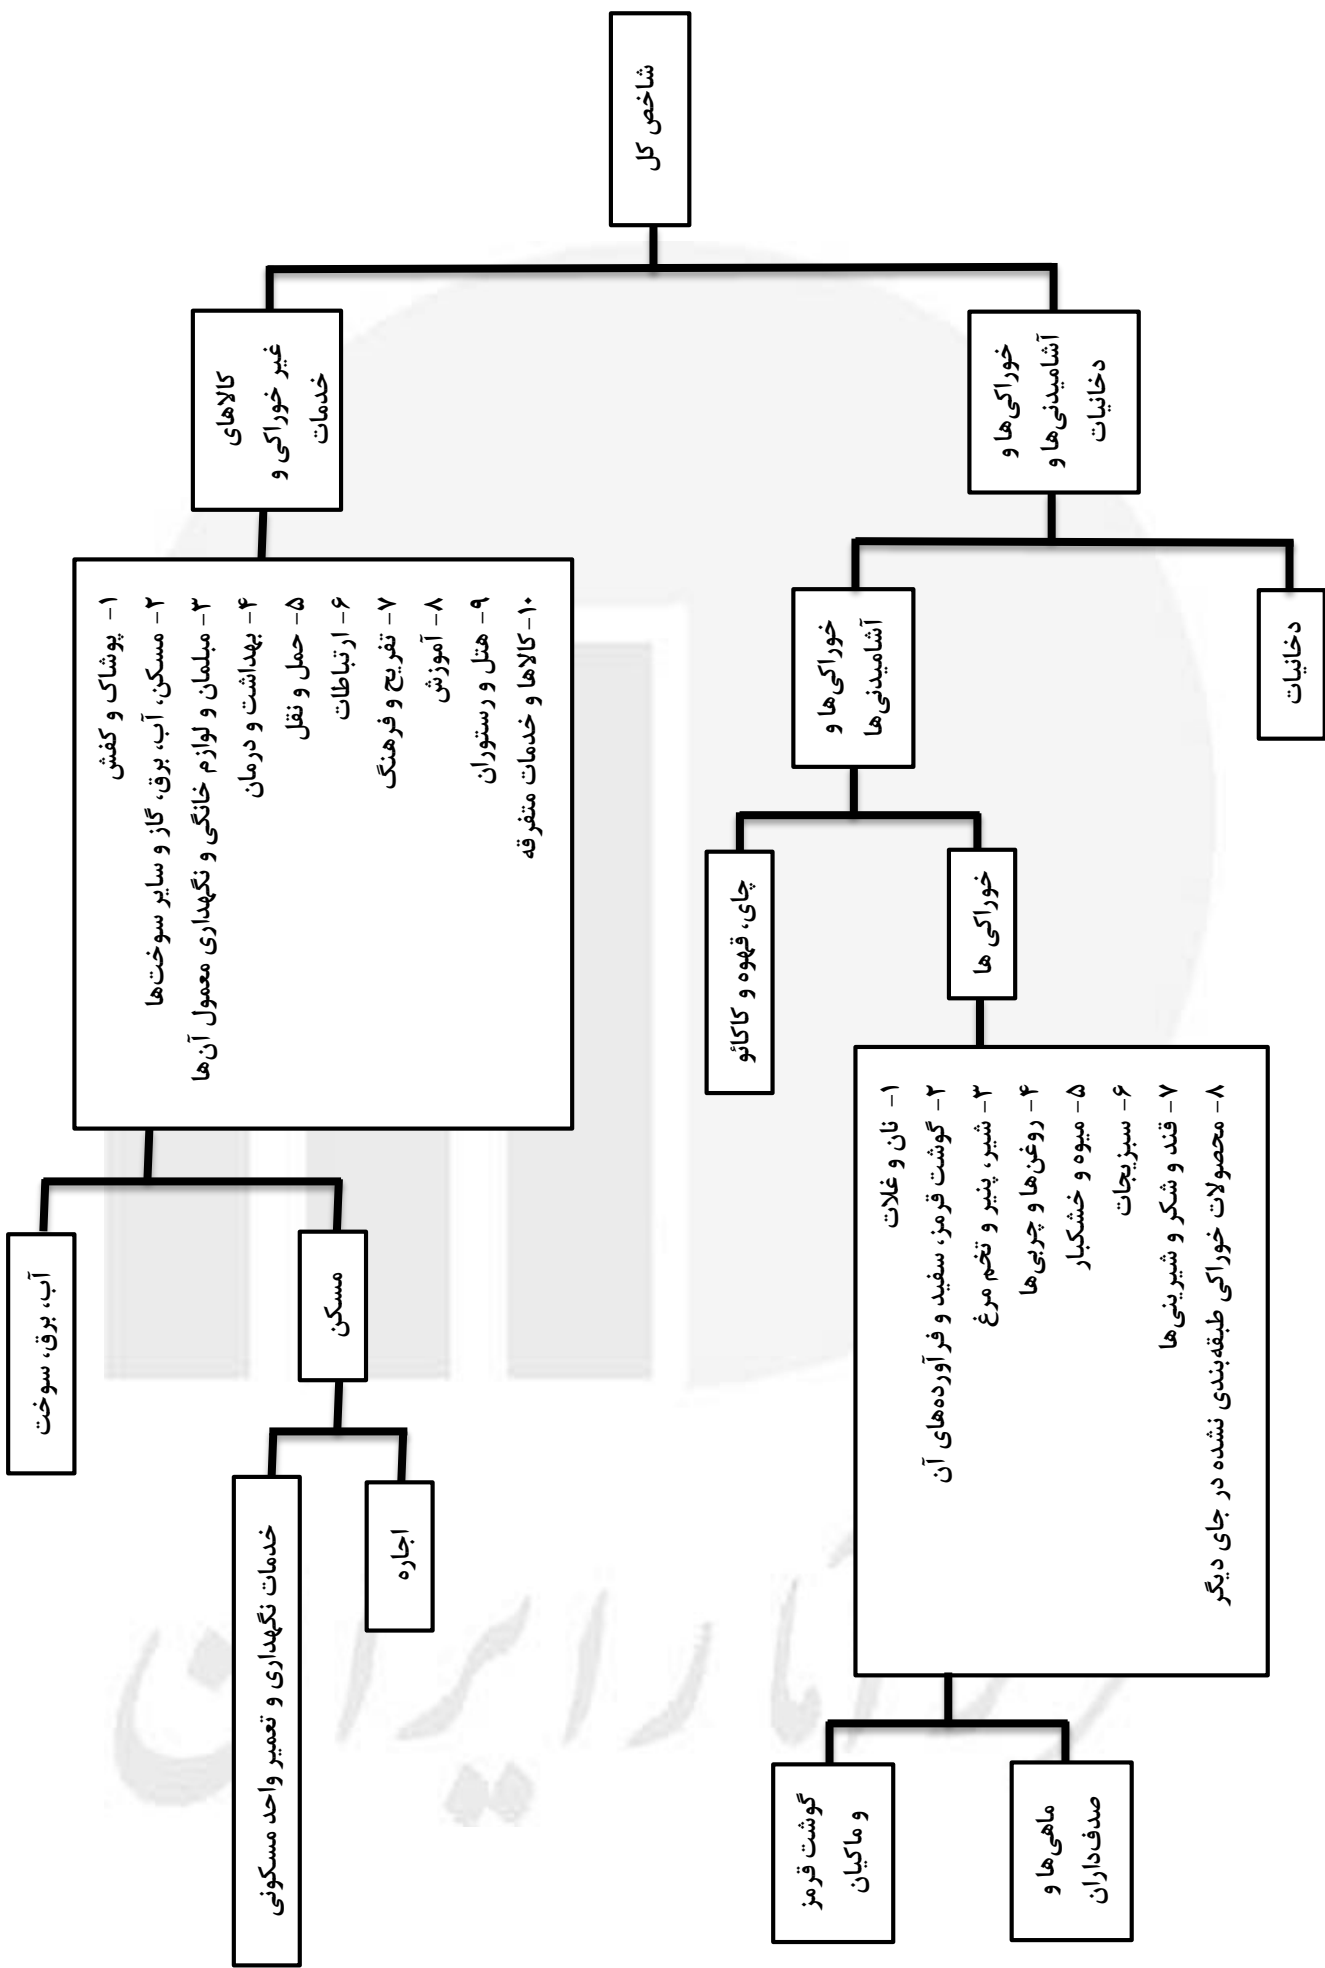 شاخص کل
خوراکی‌ها و
آشامیدنی‌ها و
دخانیات
کالاهای
غیر خوراکی و
خدمات
دخانیات
خوراکی‌ها و
آشامیدنی‌ها
خوراکی ها
چای، قهوه و کاکائو
۱- نان و غلات
۲- گوشت قرمز، سفید و فرآورده‌های آن
۳- شیر، پنیر و تخم مرغ
۴- روغن‌ها و چربی‌ها
۵- میوه و خشکبار
۶- سبزیجات
۷- قند و شکر و شیرینی‌ها
۸- محصولات خوراکی طبقه‌بندی نشده در جای دیگر
گوشت قرمز
و ماکیان
ماهی‌ها و
صدف‌داران
۱- پوشاک و کفش
۲- مسکن، آب، برق، گاز و سایر سوخت‌ها
۳- مبلمان و لوازم خانگی و نگهداری معمول آن‌ها
۴- بهداشت و درمان
۵- حمل و نقل
۶- ارتباطات
۷- تفریح و فرهنگ
۸- آموزش
۹- هتل و رستوران
۱۰- کالاها و خدمات متفرقه
مسکن
آب، برق، سوخت
اجاره
خدمات نگهداری و تعمیر واحد مسکونی
آمار ایران